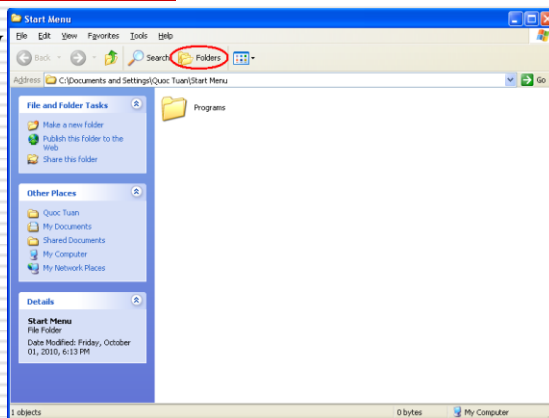 Start Menu
File Edit View Favorites Tools Help
Back Search Folders
Address C:\Documents and Settings\Quoc Tuan\Start Menu Go
File and Folder Tasks
Make a new folder
Publish this folder to the
Web
Share this folder
Other Places
Quoc Tuan
My Documents
Shared Documents
My Computer
My Network Places
Details
Start Menu
File Folder
Date Modified: Friday, October
01, 2010, 6:13 PM
Programs
1 objects 0 bytes My Computer